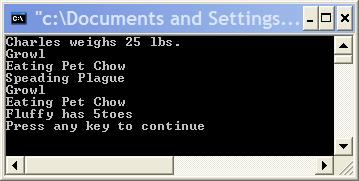 "c:\Documents and Settings...
Charles weighs 25 lbs.
Growl
Eating Pet Chow
Speading Plague
Growl
Eating Pet Chow
Fluffy has 5toes
Press any key to continue